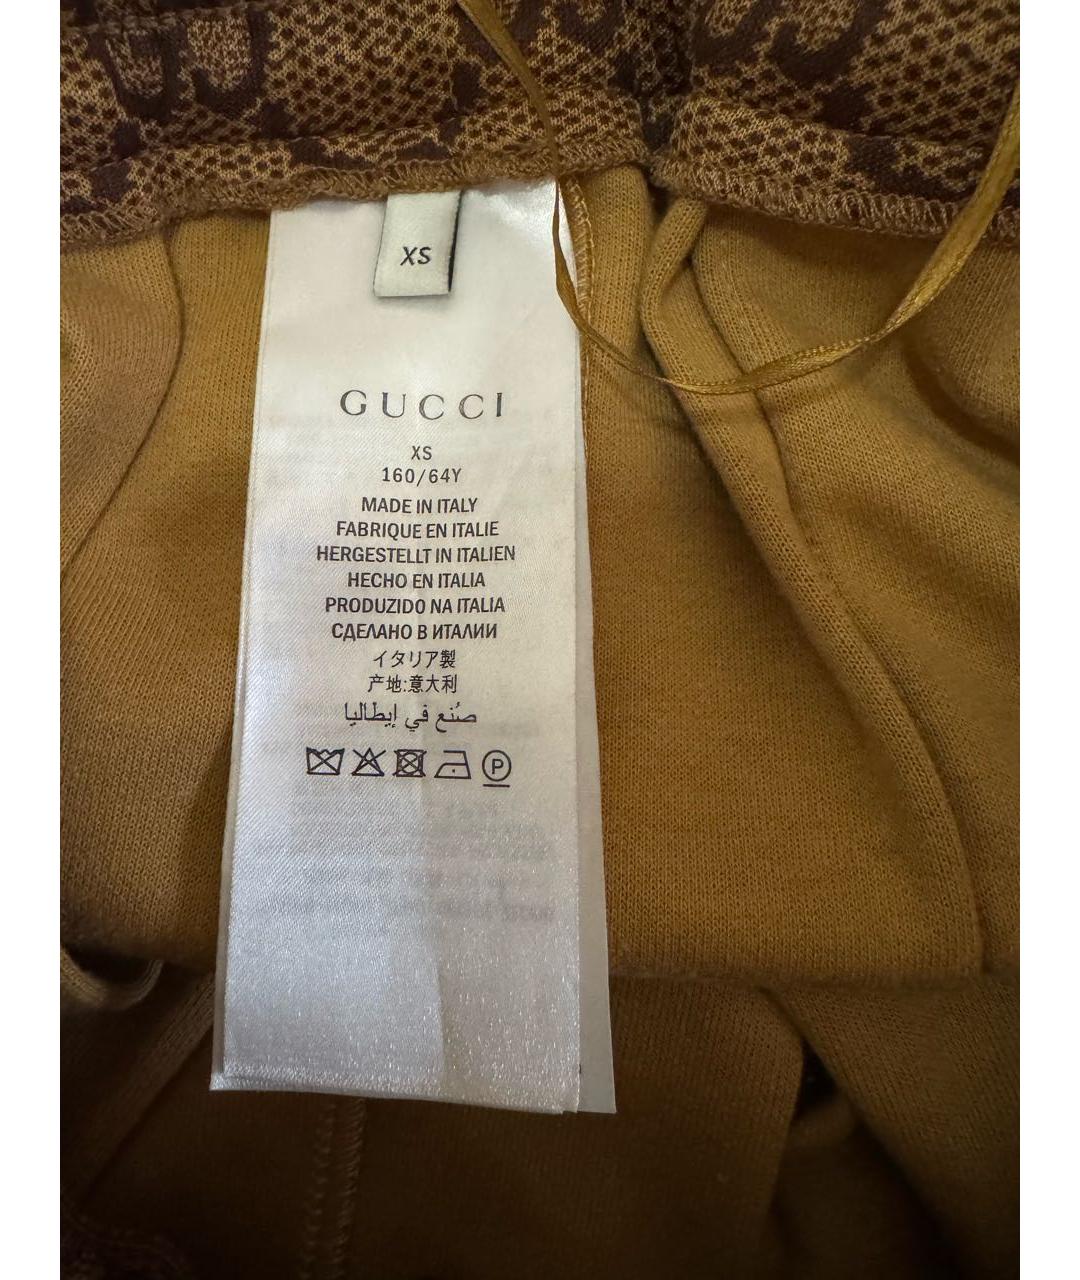 XS
GUCCI
XS
160/64Y
MADE IN ITALY
FABRIQUE EN ITALIE
HERGESTELLT IN ITALIEN
HECHO EN ITALIA
PRODUZIDO NA ITALIA
СДЕЛАНО В ИТАЛИИ
イタリア製
产地:意大利
صُنع في إيطاليا
P